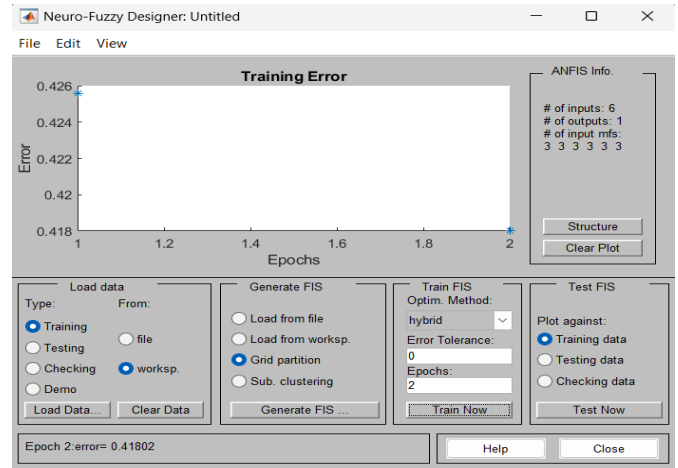 Neuro-Fuzzy Designer: Untitled
File Edit View
Training Error
0.426
0.424
0.422
0.42
0.418
Error
1 1.2 1.4 1.6 1.8 2
Epochs
ANFIS Info.
# of inputs: 6
# of outputs: 1
# of input mfs:
3 3 3 3 3 3
Structure
Clear Plot
Load data
Type: From:
Training
Testing
Checking
Demo
file
worksp.
Load Data... Clear Data
Generate FIS
Load from file
Load from worksp.
Grid partition
Sub. clustering
Generate FIS ...
Train FIS
Optim. Method:
hybrid
Error Tolerance:
0
Epochs:
2
Train Now
Test FIS
Plot against:
Training data
Testing data
Checking data
Test Now
Epoch 2:error= 0.41802
Help Close